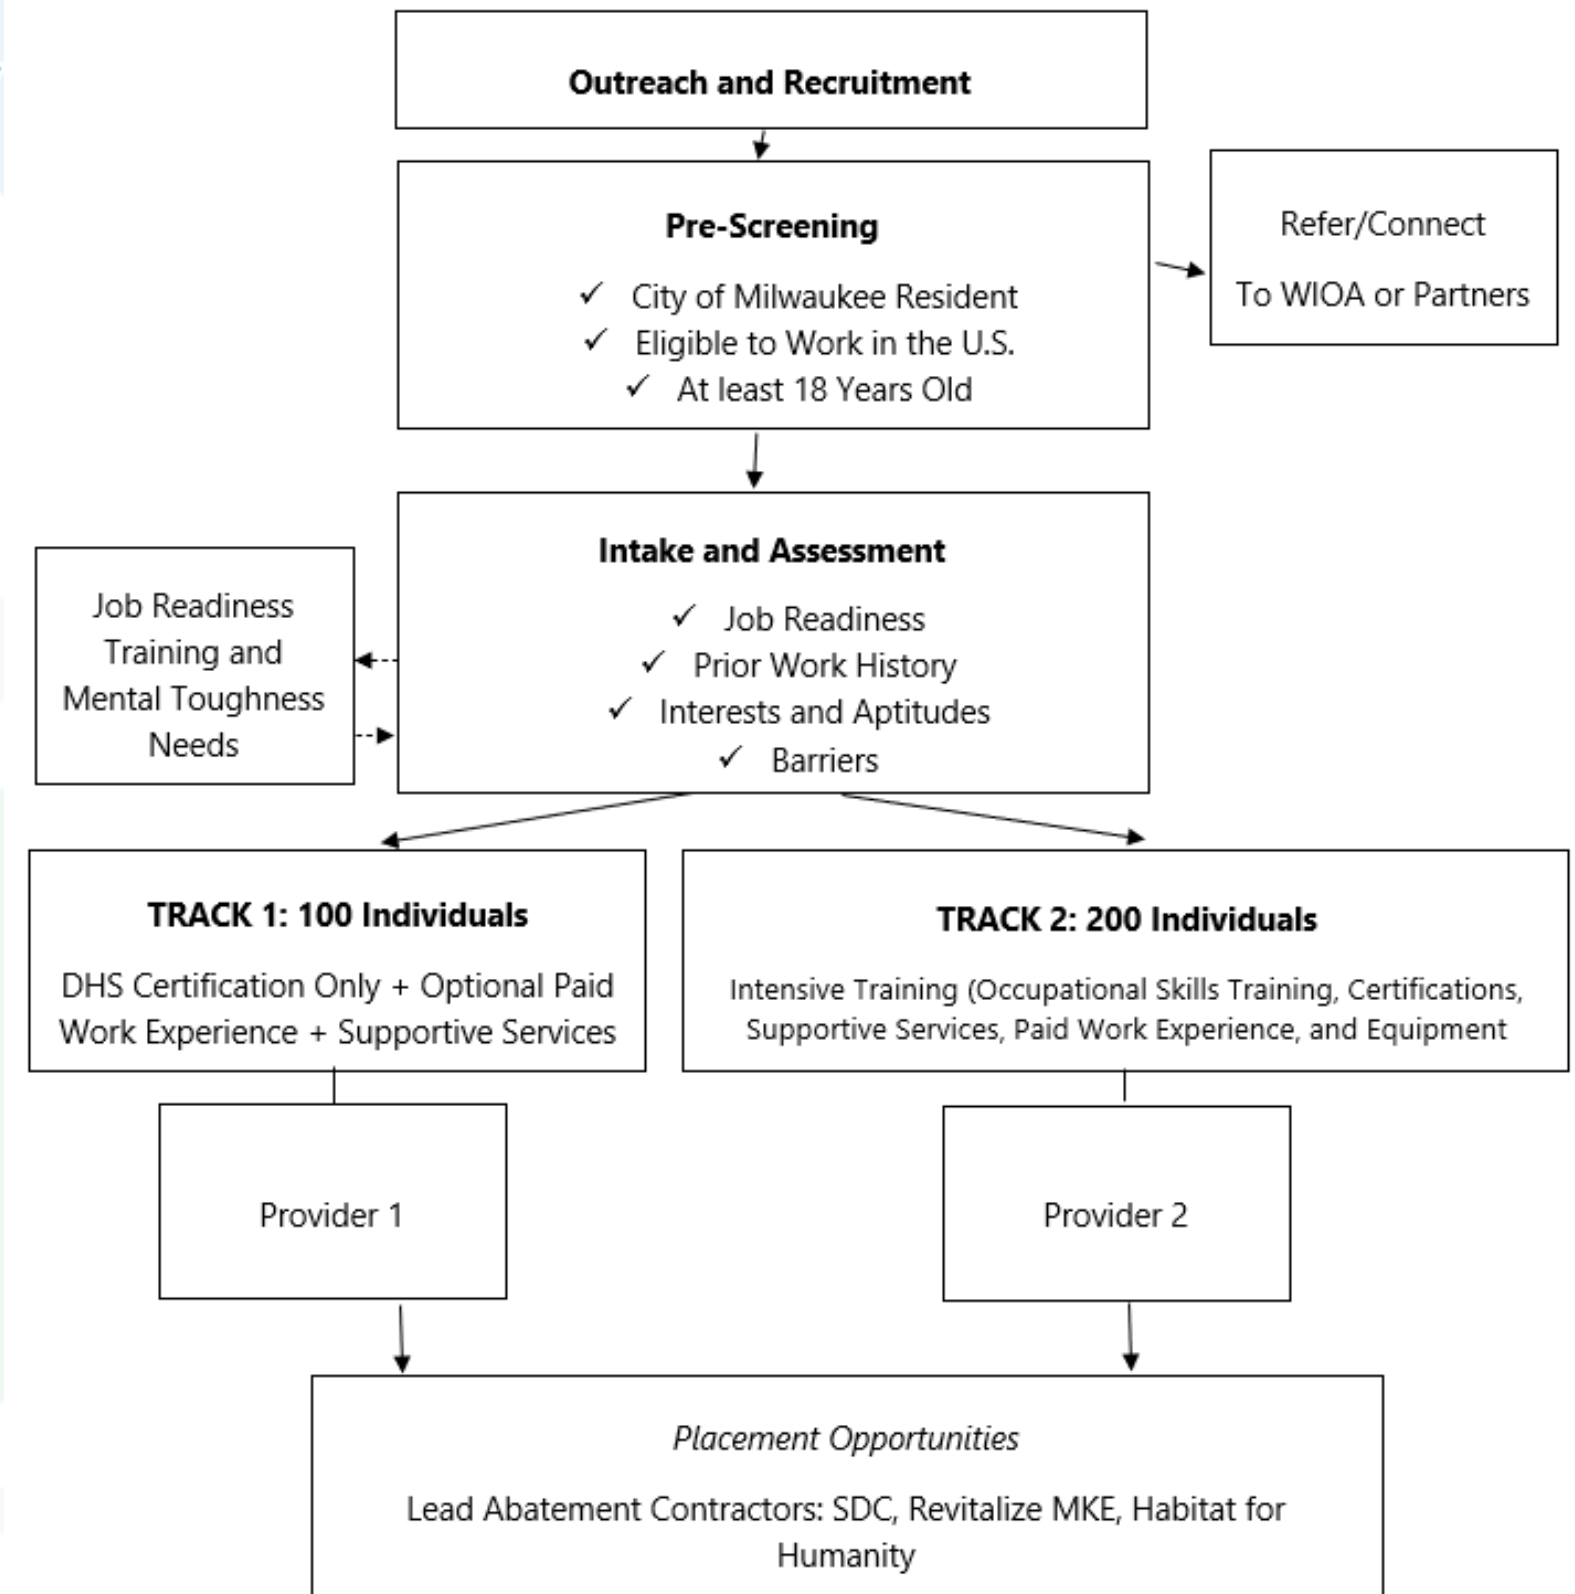 Outreach and Recruitment
Pre-Screening
✓ City of Milwaukee Resident
✓ Eligible to Work in the U.S.
✓ At least 18 Years Old
Refer/Connect
To WIOA or Partners
Intake and Assessment
✓ Job Readiness
✓ Prior Work History
✓ Interests and Aptitudes
✓ Barriers
Job Readiness
Training and
Mental Toughness
Needs
TRACK 1: 100 Individuals
DHS Certification Only + Optional Paid
Work Experience + Supportive Services
TRACK 2: 200 Individuals
Intensive Training (Occupational Skills Training, Certifications,
Supportive Services, Paid Work Experience, and Equipment
Provider 1
Provider 2
Placement Opportunities
Lead Abatement Contractors: SDC, Revitalize MKE, Habitat for
Humanity